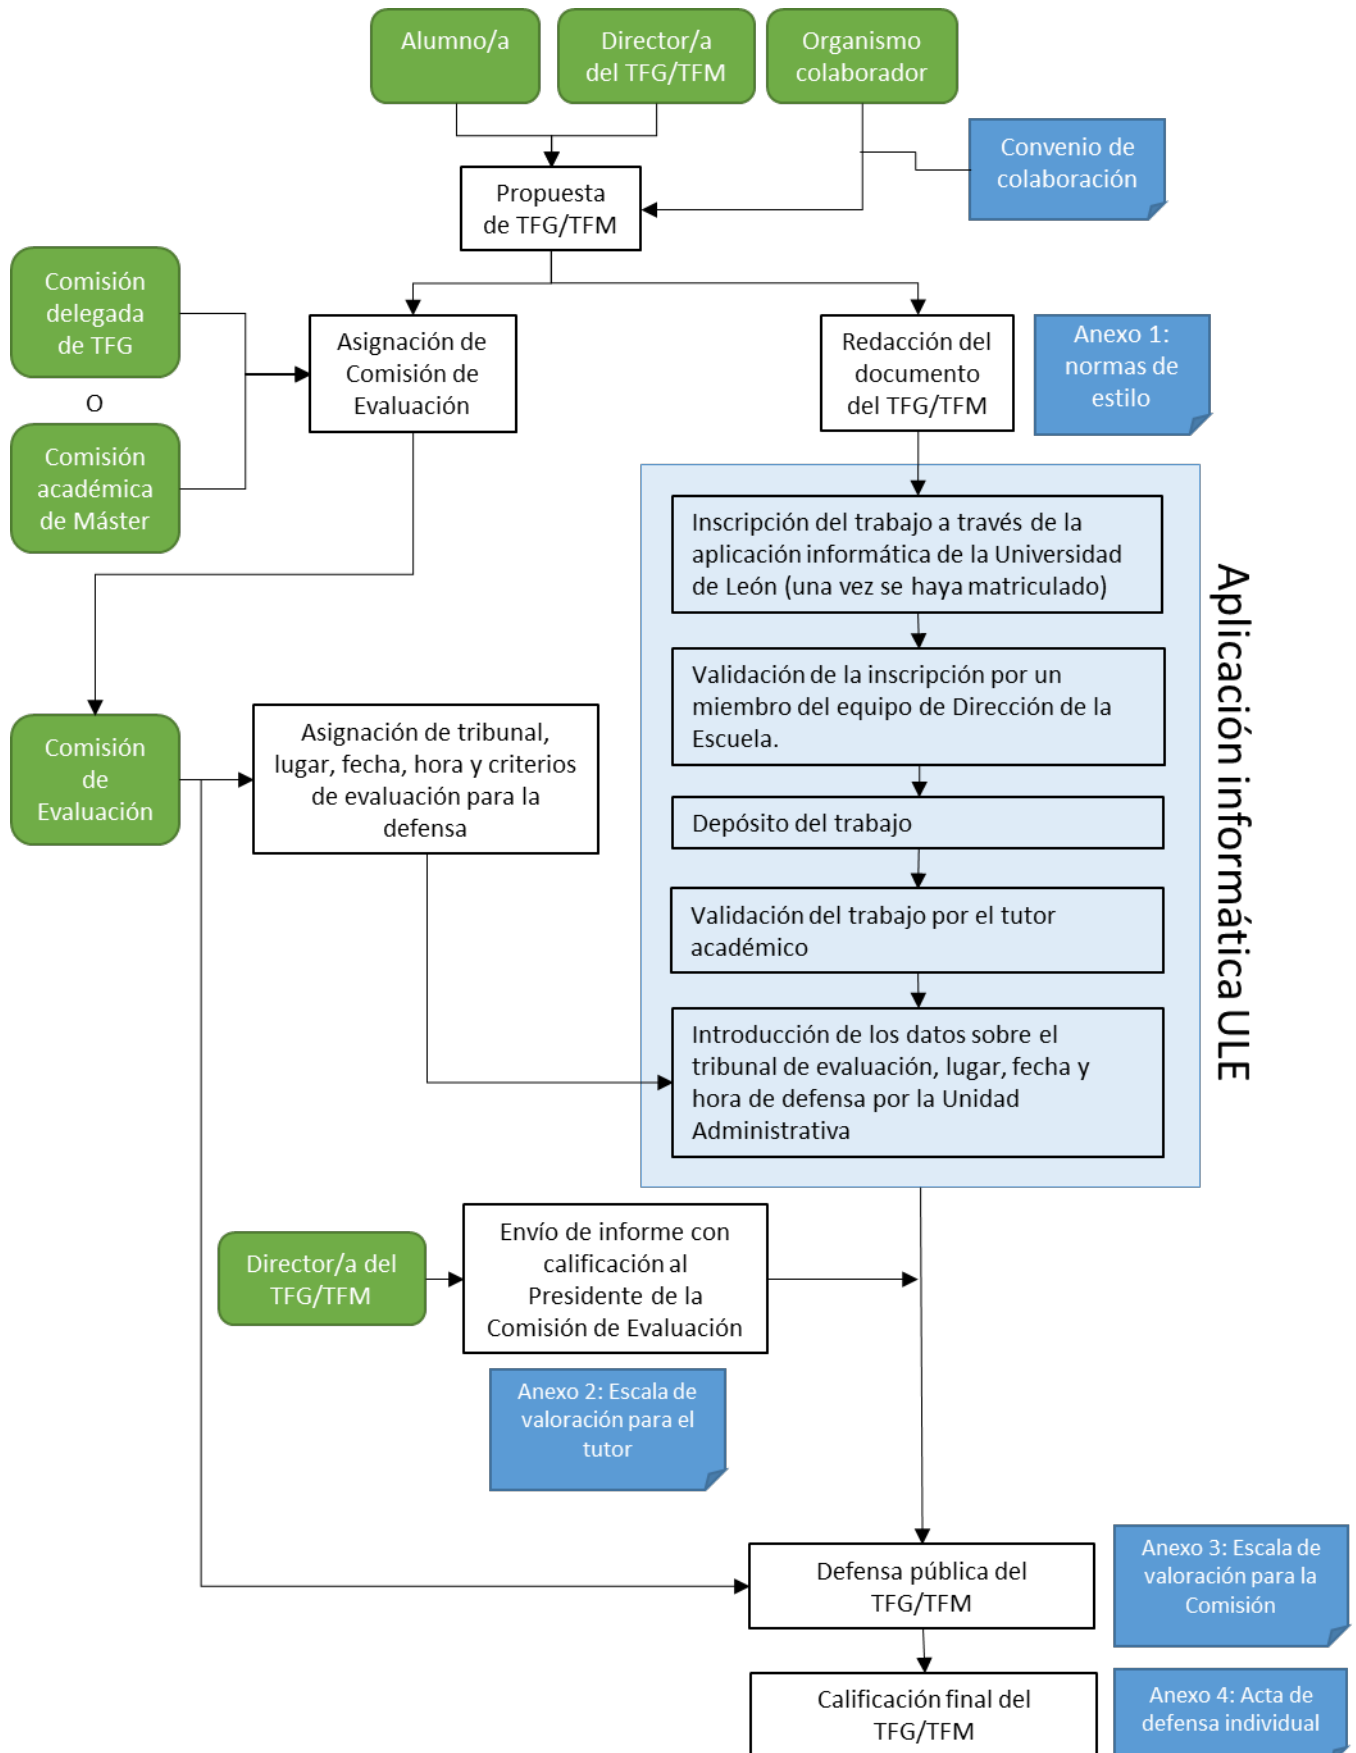 Alumno/a
Director/a
del TFG/TFM
Organismo
colaborador
Convenio de
colaboración
Propuesta
de TFG/TFM
Comisión
delegada
de TFG
O
Comisión
académica
de Máster
Asignación de
Comisión de
Evaluación
Redacción del
documento
del TFG/TFM
Anexo 1:
normas de
estilo
Inscripción del trabajo a través de la
aplicación informática de la Universidad
de León (una vez se haya matriculado)
Validación de la inscripción por un
miembro del equipo de Dirección de la
Escuela.
Depósito del trabajo
Validación del trabajo por el tutor
académico
Introducción de los datos sobre el
tribunal de evaluación, lugar, fecha y
hora de defensa por la Unidad
Administrativa
Aplicación informática ULE
Comisión
de
Evaluación
Asignación de tribunal,
lugar, fecha, hora y criterios
de evaluación para la
defensa
Director/a del
TFG/TFM
Envío de informe con
calificación al
Presidente de la
Comisión de Evaluación
Anexo 2: Escala de
valoración para el
tutor
Defensa pública del
TFG/TFM
Anexo 3: Escala de
valoración para la
Comisión
Calificación final del
TFG/TFM
Anexo 4: Acta de
defensa individual